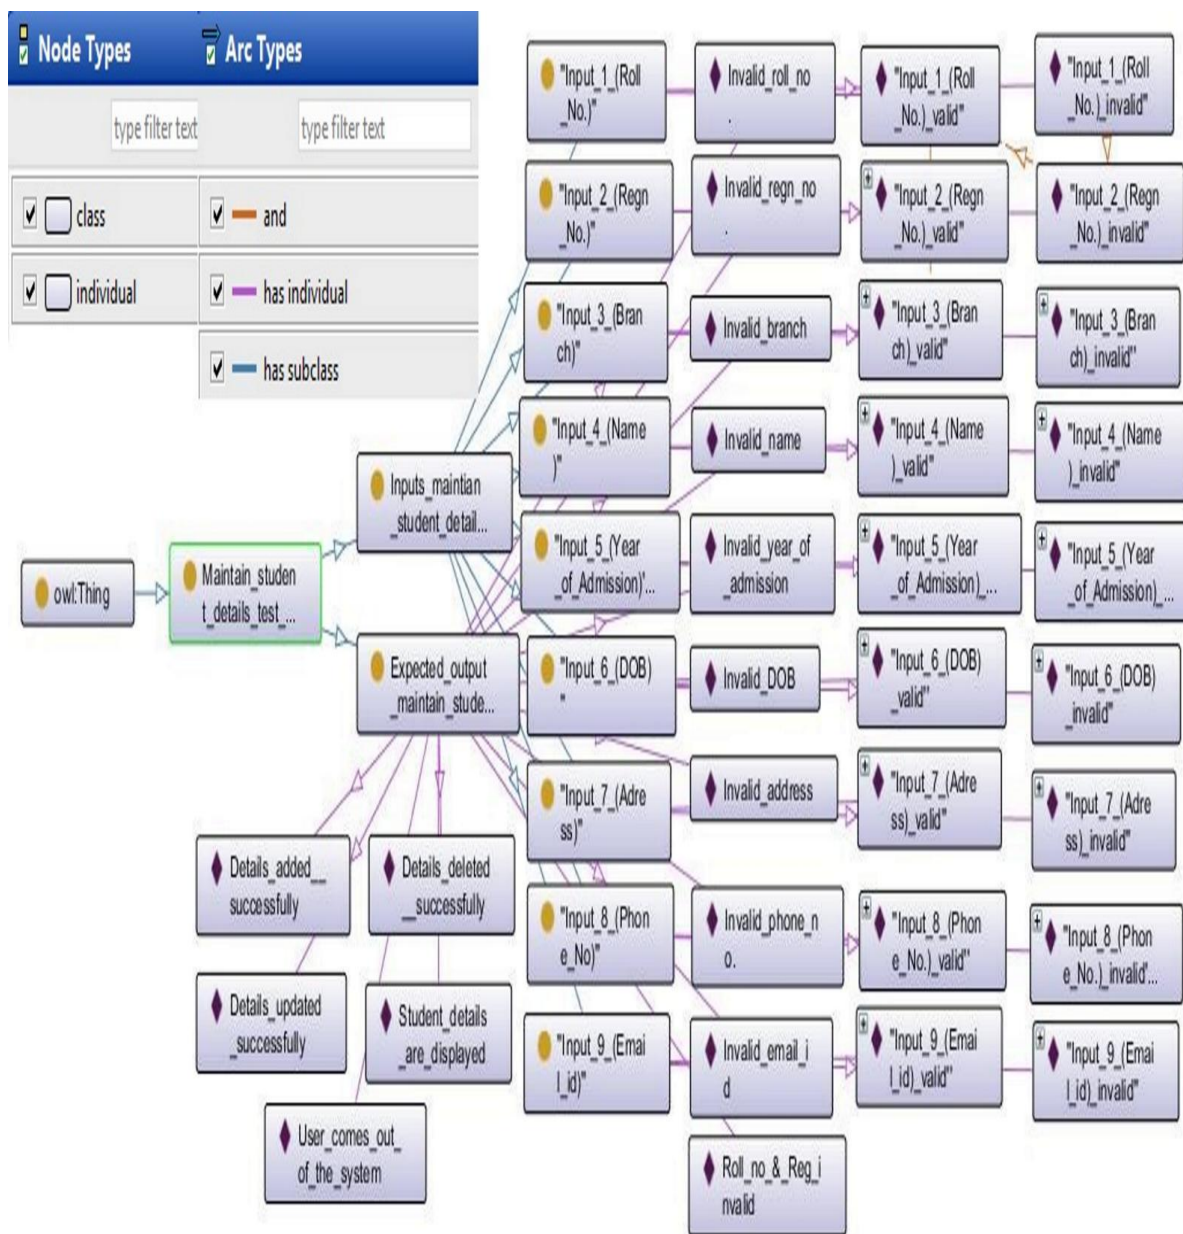 Node Types
Arc Types
type filter text
type filter text
class
and
individual
has individual
has subclass
owl:Thing
Maintain_studen
t_details_test_...
Inputs_maintian
_student_detail...
Expected_output
_maintain_stude...
Details_added__
successfully
Details_deleted
__successfully
Details_updated
_successfully
Student_details
_are_displayed
User_comes_out_
of_the_system
"Input_1_(Roll
_No.)"
Invalid_roll_no
.
"Input_1_(Roll
No.)_valid"
"Input_1_(Roll
_No.)_invalid"
"Input_2_(Regn
_No.)"
Invalid_regn_no
.
"Input_2_(Regn
No.)_valid"
"Input_2_(Regn
_No.)_invalid"
"Input_3_(Bran
ch)"
Invalid_branch
"Input_3_(Bran
ch)_valid"
"Input_3_(Bran
ch)_invalid"
"Input_4_(Name
)"
Invalid_name
"Input_4_(Name
)_valid"
"Input_4_(Name
)_invalid"
"Input_5_(Year
_of_Admission)"...
Invalid_year_of
_admission
"Input_5_(Year
_of_Admission)_...
"Input_5_(Year
_of_Admission)_...
"Input_6_(DOB)
"
Invalid_DOB
"Input_6_(DOB)
_valid"
"Input_6_(DOB)
_invalid"
"Input_7_(Adre
ss)"
Invalid_address
"Input_7_(Adre
ss)_valid"
"Input_7_(Adre
ss)_invalid"
"Input_8_(Phon
e_No)"
Invalid_phone_n
o.
"Input_8_(Phon
e_No.)_valid"
"Input_8_(Phon
e_No.)_invalid"...
"Input_9_(Emai
l_id)"
Invalid_email_i
d
"Input_9_(Emai
l_id)_valid"
"Input_9_(Emai
l_id)_invalid"
Roll_no_&_Reg_i
nvalid